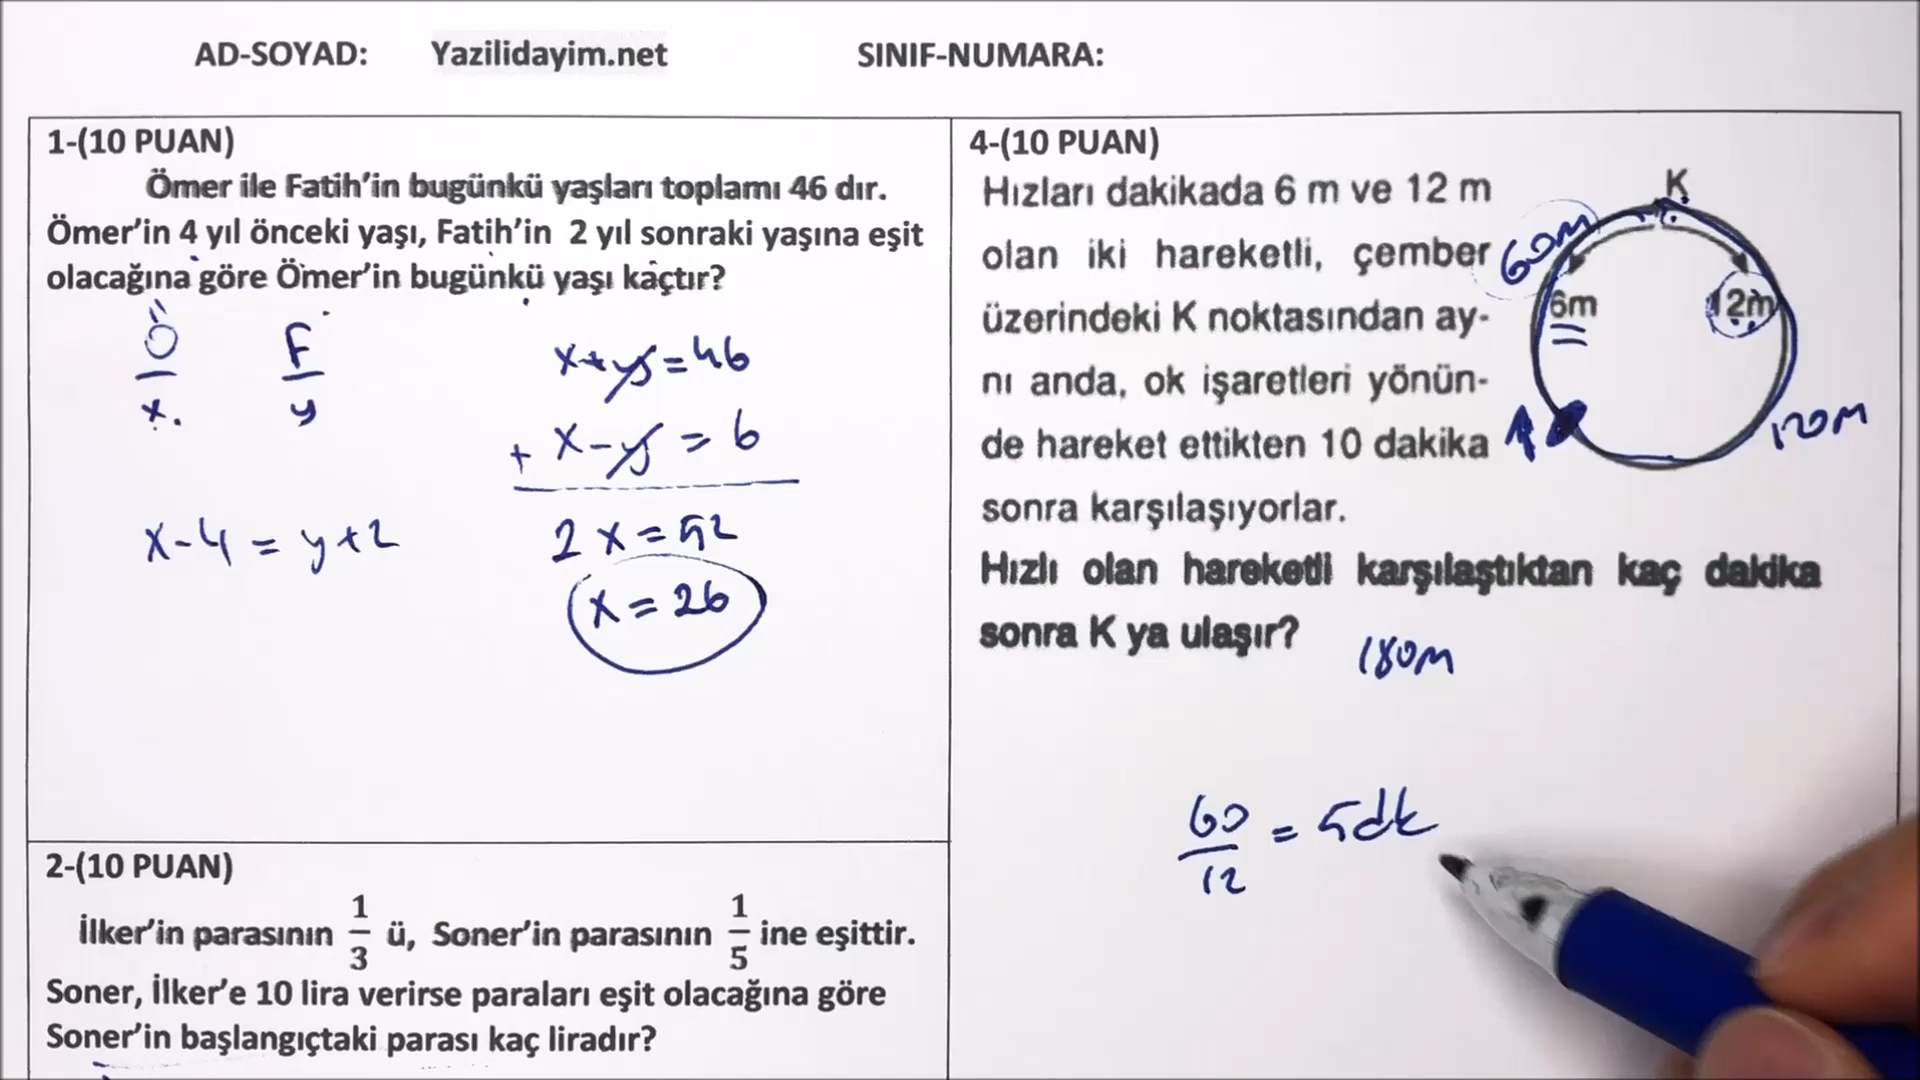 AD-SOYAD: Yazilidayim.net SINIF-NUMARA:
1-(10 PUAN)
Ömer ile Fatih'in bugünkü yaşları toplamı 46 dır.
Ömer'in 4 yıl önceki yaşı, Fatih'in 2 yıl sonraki yaşına eşit
olacağına göre Ömer'in bugünkü yaşı kaçtır?
Ö F
x. y
x+y=46
+ x-y = 6
x-4 = y+2
2x=52
x=26
2-(10 PUAN)
İlker'in parasının 1/3 ü, Soner'in parasının 1/5 ine eşittir.
Soner, İlker'e 10 lira verirse paraları eşit olacağına göre
Soner'in başlangıçtaki parası kaç liradır?
4-(10 PUAN)
Hızları dakikada 6 m ve 12 m
olan iki hareketli, çember
üzerindeki K noktasından ay-
nı anda, ok işaretleri yönün-
de hareket ettikten 10 dakika
sonra karşılaşıyorlar.
Hızlı olan hareketli karşılaştıktan kaç dakika
sonra K ya ulaşır?
K
60m
6m
12m
A
120m
180m
60/12 = 5dk